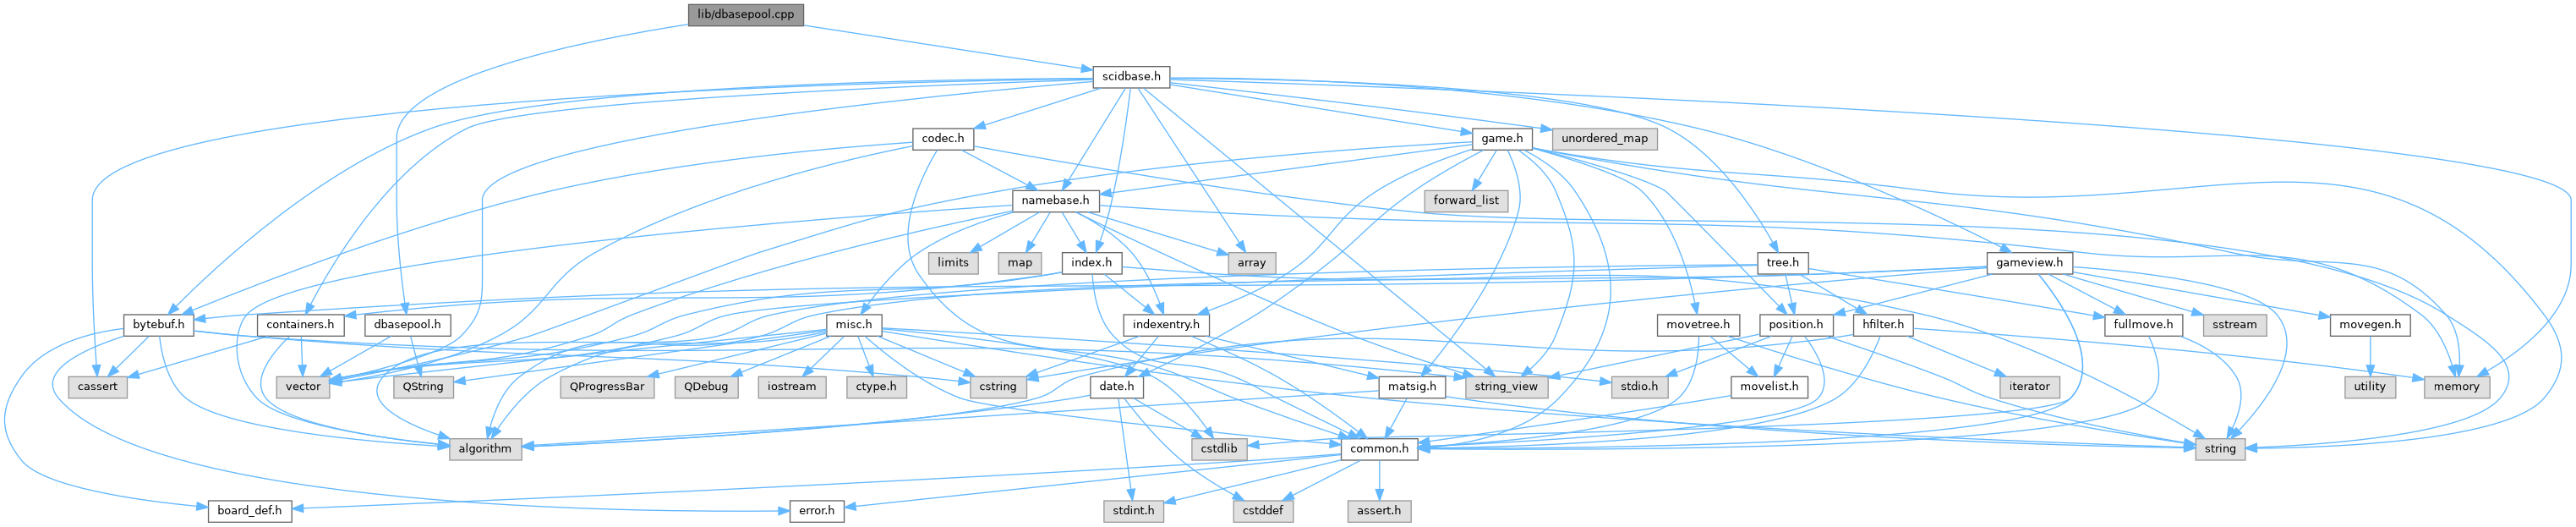 lib/dbasepool.cpp
scidbase.h
codec.h
game.h
unordered_map
namebase.h
forward_list
limits
map
index.h
array
tree.h
gameview.h
bytebuf.h
containers.h
dbasepool.h
misc.h
indexentry.h
movetree.h
position.h
hfilter.h
fullmove.h
sstream
movegen.h
cassert
vector
QString
QProgressBar
QDebug
iostream
ctype.h
cstring
date.h
matsig.h
string_view
stdio.h
movelist.h
iterator
utility
memory
algorithm
cstdlib
common.h
string
board_def.h
error.h
stdint.h
cstddef
assert.h